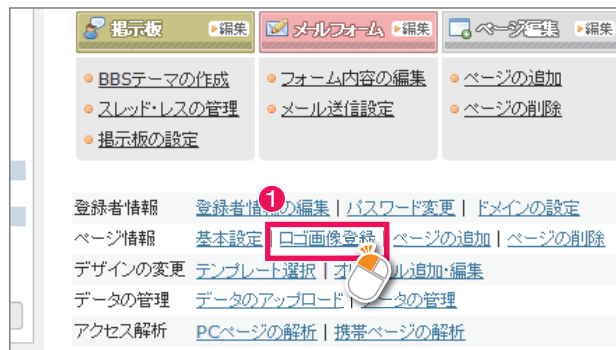 掲示板 編集 メールフォーム 編集 ページ編集 編集
BBSテーマの作成 フォーム内容の編集 ページの追加
スレッド・レスの管理 メール送信設定 ページの削除
掲示板の設定
1
登録者情報 登録者情 の編集 | パスワード変更 | ドメインの設定
ページ情報 基本設定 | ロゴ画像登録 | ページの追加 | ページの削除
デザインの変更 テンプレート選択 | オ ル追加・編集
データの管理 データのアップロード | データの管理
アクセス解析 PCページの解析 | 携帯ページの解析